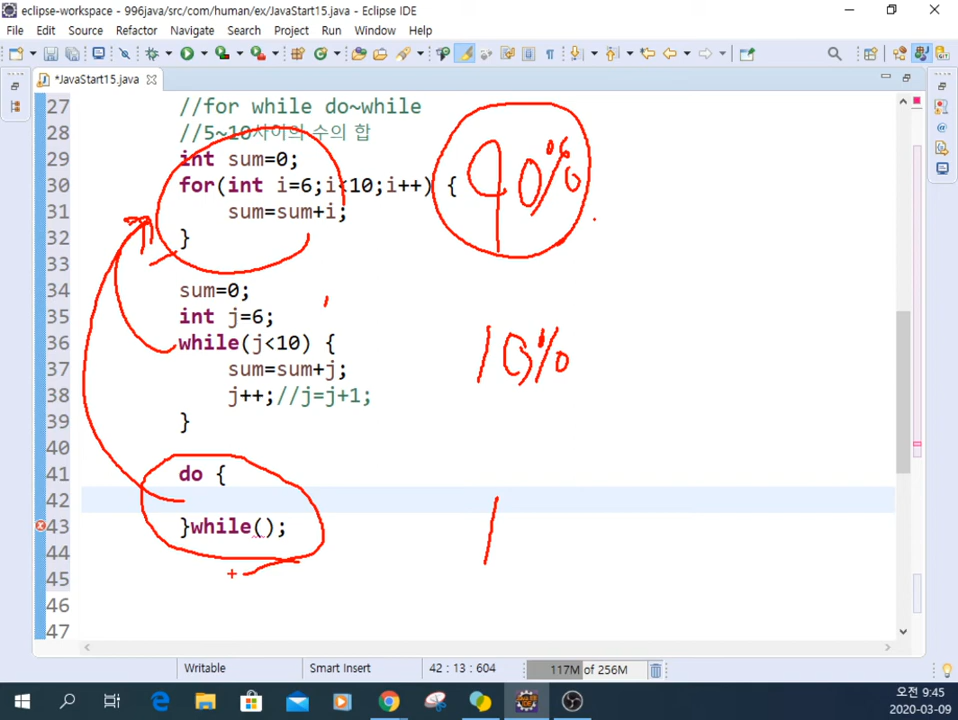 eclipse-workspace - 996java/src/com/human/ex/JavaStart15.java - Eclipse IDE
File Edit Source Refactor Navigate Search Project Run Window Help
*JavaStart15.java
27 //for while do~while
28 //5~10사이의 수의 합
29 int sum=0;
30 for(int i=6;i<10;i++) {
31 sum=sum+i;
32 }
33
34 sum=0;
35 int j=6;
36 while(j<10) {
37 sum=sum+j;
38 j++;//j=j+1;
39 }
40
41 do {
42
43 }while();
44
45
46
47
90%
10%
1
Writable Smart Insert 42 : 13 : 604 117M of 256M
오전 9:45
2020-03-09